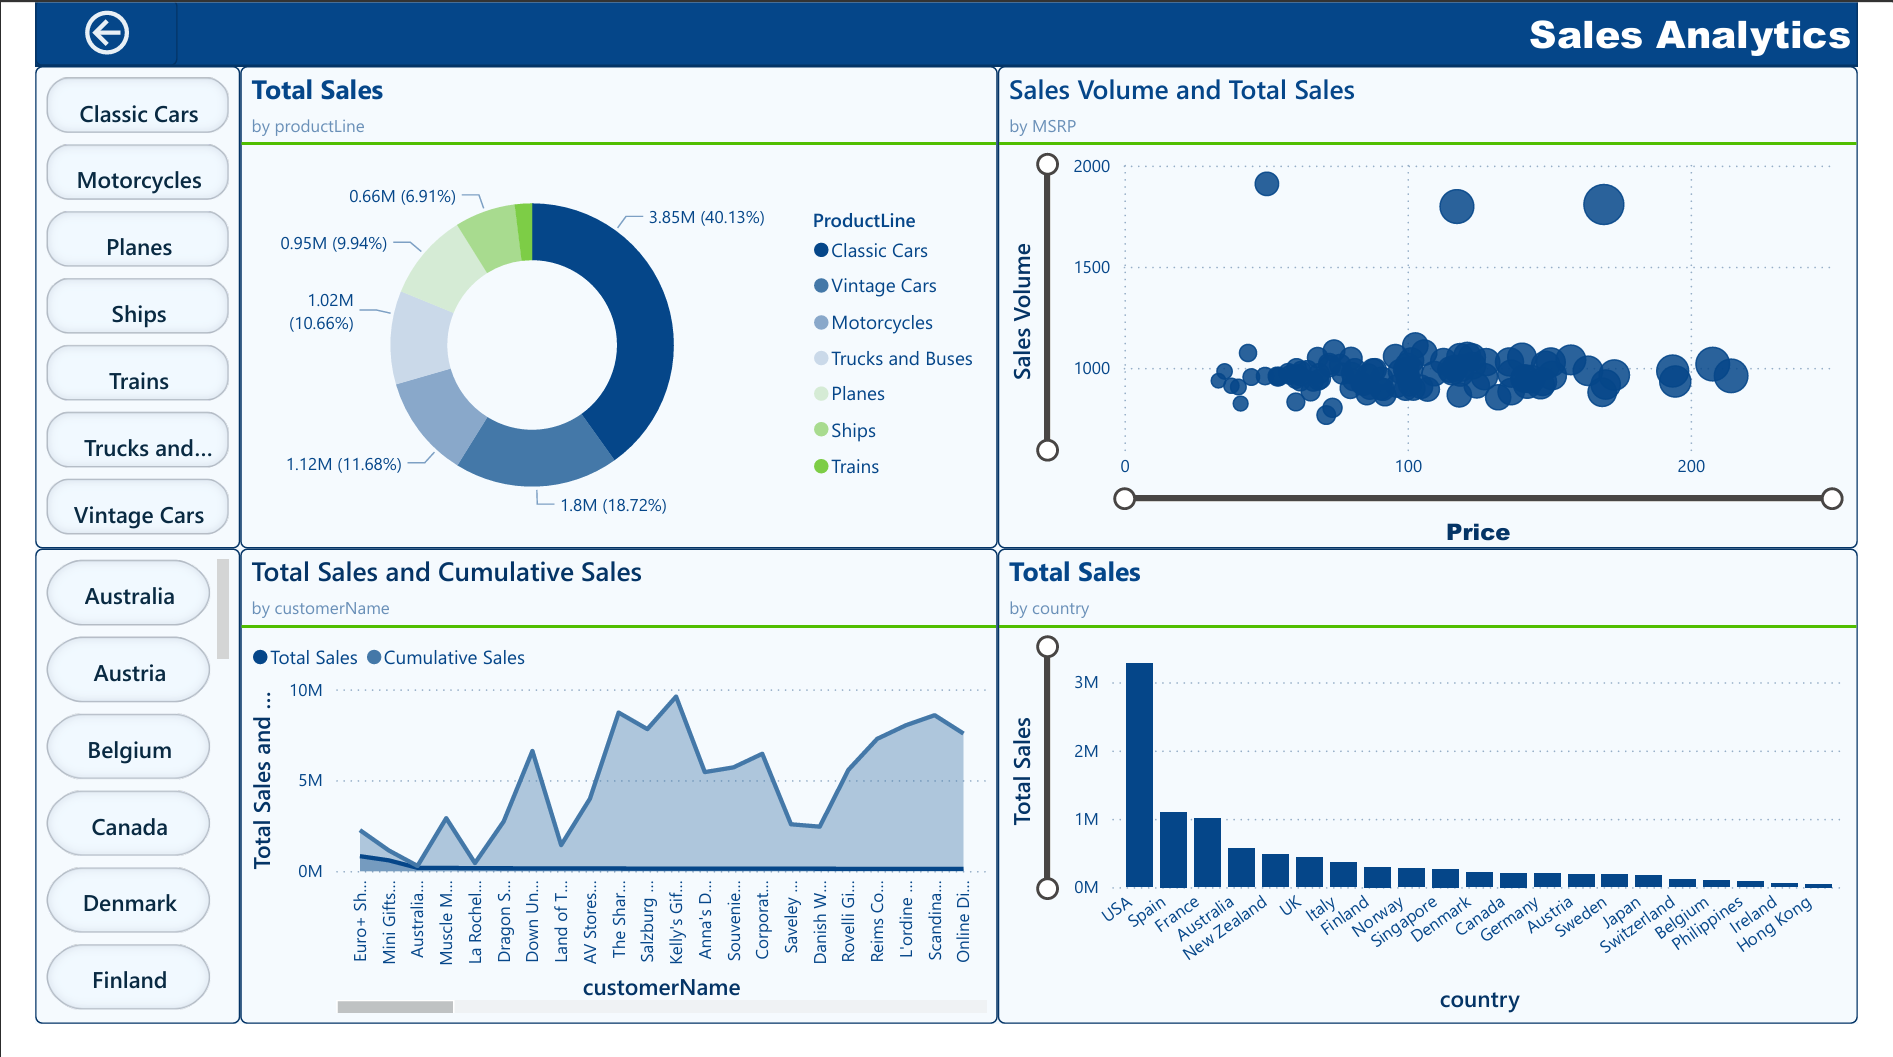 Sales Analytics
Classic Cars
Motorcycles
Planes
Ships
Trains
Trucks and...
Vintage Cars
Total Sales
by productLine
0.66M (6.91%)
3.85M (40.13%)
0.95M (9.94%)
1.02M
(10.66%)
1.12M (11.68%)
1.8M (18.72%)
ProductLine
Classic Cars
Vintage Cars
Motorcycles
Trucks and Buses
Planes
Ships
Trains
Sales Volume and Total Sales
by MSRP
Sales Volume
2000
1500
1000
0
100
200
Price
Australia
Austria
Belgium
Canada
Denmark
Finland
Total Sales and Cumulative Sales
by customerName
Total Sales
Cumulative Sales
Total Sales and ...
10M
5M
0M
Euro+ Sh...
Mini Gifts...
Australia...
Muscle M...
La Rochel...
Dragon S...
Down Un...
Land of T...
AV Stores...
The Shar...
Salzburg ...
Kelly's Gif...
Anna's D...
Souvenie...
Corporat...
Saveley ...
Danish W...
Rovelli Gi...
Reims Co...
L'ordine ...
Scandina...
Online Di...
customerName
Total Sales
by country
Total Sales
3M
2M
1M
0M
USA
Spain
France
Australia
New Zealand
UK
Italy
Finland
Norway
Singapore
Denmark
Canada
Germany
Austria
Sweden
Japan
Switzerland
Belgium
Philippines
Ireland
Hong Kong
country